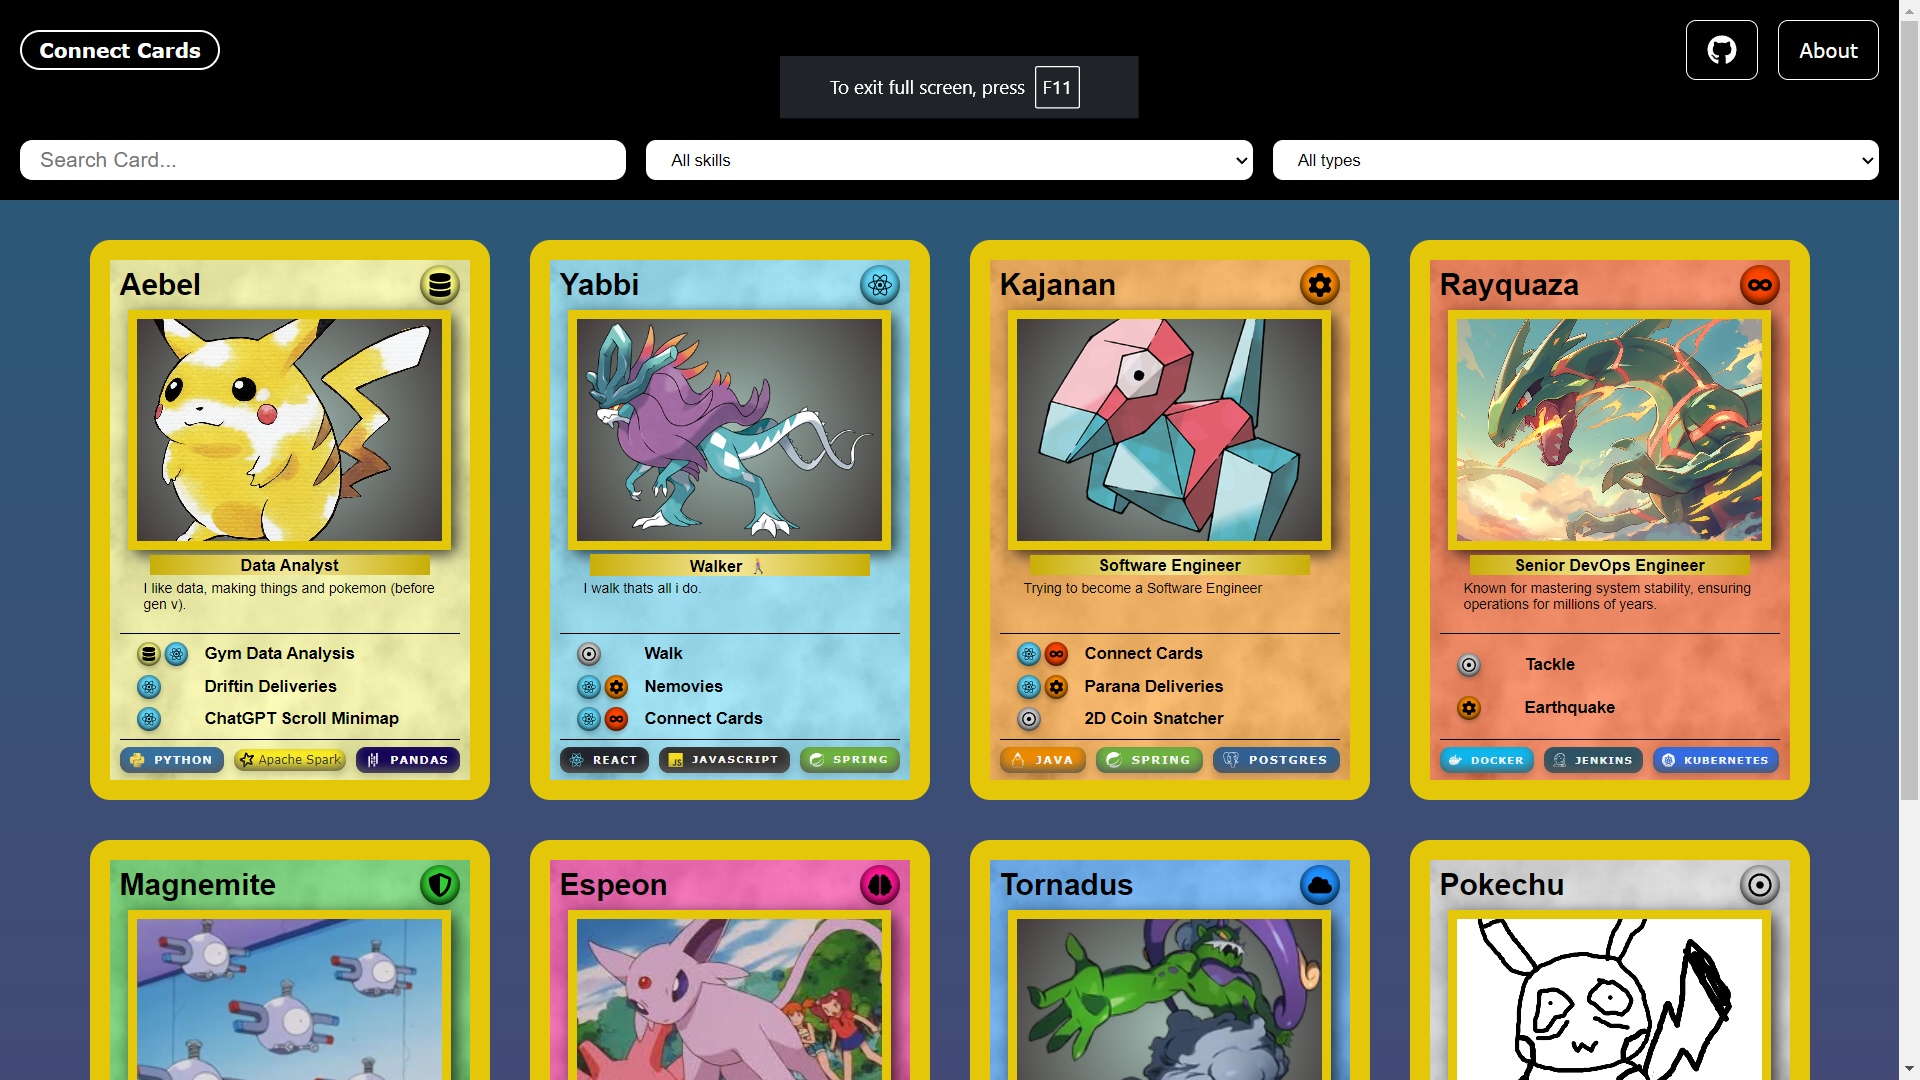 Connect Cards
About
To exit full screen, press F11
Search Card...
All skills
All types
Aebel
Data Analyst
I like data, making things and pokemon (before
gen v).
Gym Data Analysis
Driftin Deliveries
ChatGPT Scroll Minimap
PYTHON
Apache Spark
PANDAS
Yabbi
Walker
I walk thats all i do.
Walk
Nemovies
Connect Cards
REACT
JS
JAVASCRIPT
SPRING
Kajanan
Software Engineer
Trying to become a Software Engineer
Connect Cards
Parana Deliveries
2D Coin Snatcher
JAVA
SPRING
POSTGRES
Rayquaza
Senior DevOps Engineer
Known for mastering system stability, ensuring
operations for millions of years.
Tackle
Earthquake
DOCKER
JENKINS
KUBERNETES
Magnemite
Espeon
Tornadus
Pokechu